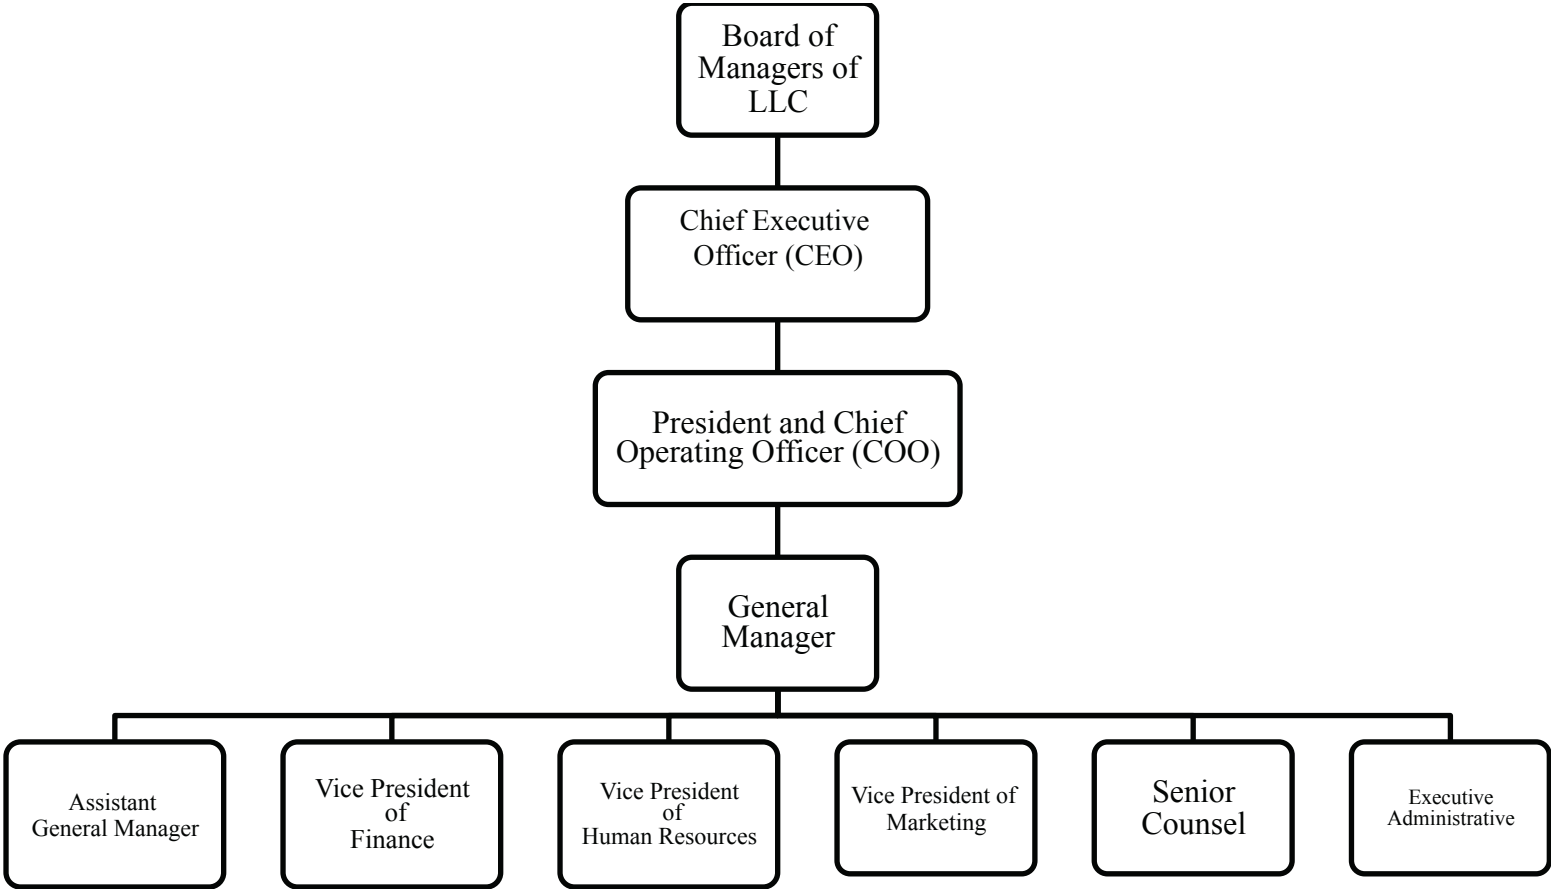 Board of
Managers of
LLC
Chief Executive
Officer (CEO)
President and Chief
Operating Officer (COO)
General
Manager
Assistant
General Manager
Vice President
of
Finance
Vice President
of
Human Resources
Vice President of
Marketing
Senior
Counsel
Executive
Administrative